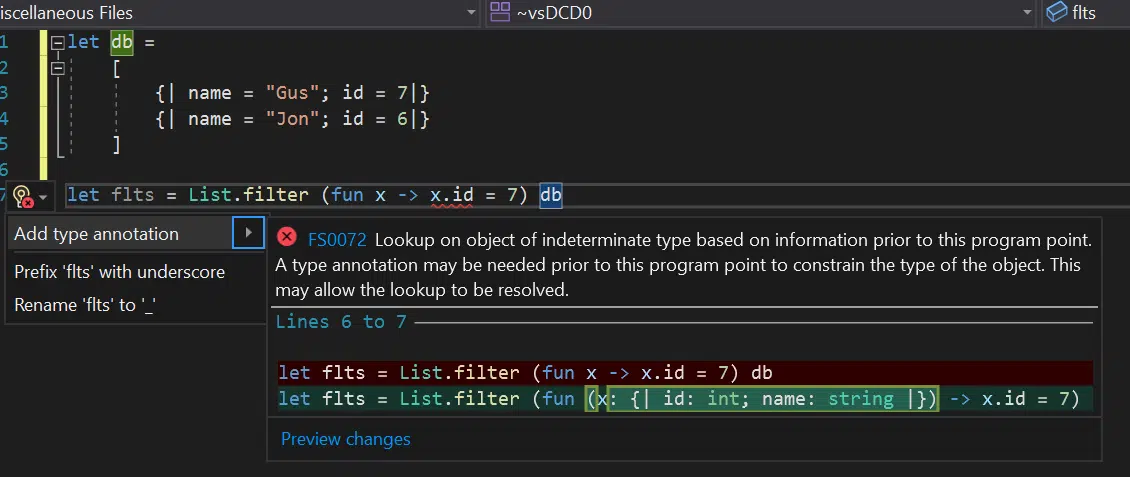 iscellaneous Files
~vsDCD0
flts
1 let db =
2 [
3 {| name = "Gus"; id = 7|}
4 {| name = "Jon"; id = 6|}
5 ]
6
7 let flts = List.filter (fun x -> x.id = 7) db
Add type annotation
Prefix 'flts' with underscore
Rename 'flts' to '_'
FS0072 Lookup on object of indeterminate type based on information prior to this program point.
A type annotation may be needed prior to this program point to constrain the type of the object. This
may allow the lookup to be resolved.
Lines 6 to 7
let flts = List.filter (fun x -> x.id = 7) db
let flts = List.filter (fun (x: {| id: int; name: string |}) -> x.id = 7)
Preview changes